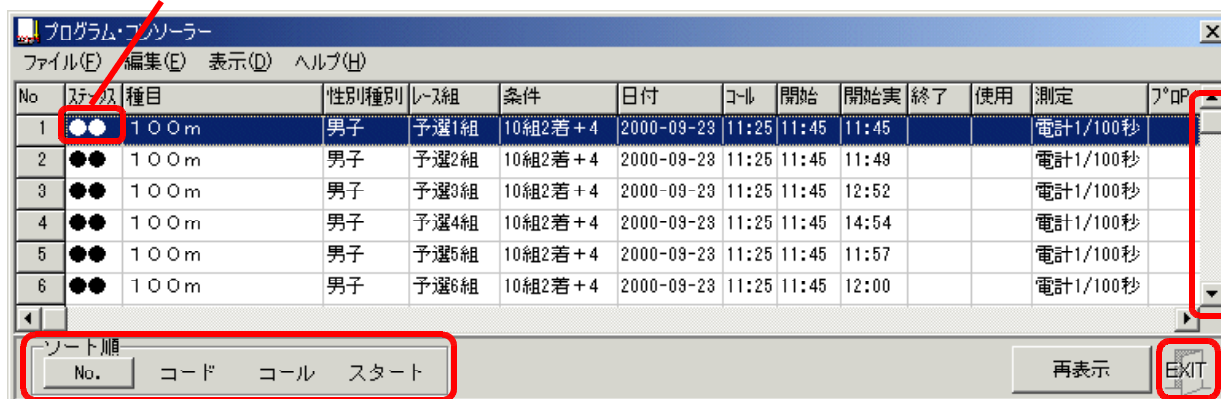 プログラム・コンソーラー
ファイル(F) 編集(E) 表示(D) ヘルプ(H)
No ステータス 種目 性別種別 レース組 条件 日付 コール 開始 開始実 終了 使用 測定 プロP
1 ●● 100m 男子 予選1組 10組2着+4 2000-09-23 11:25 11:45 11:45 電計1/100秒
2 ●● 100m 男子 予選2組 10組2着+4 2000-09-23 11:25 11:45 11:49 電計1/100秒
3 ●● 100m 男子 予選3組 10組2着+4 2000-09-23 11:25 11:45 12:52 電計1/100秒
4 ●● 100m 男子 予選4組 10組2着+4 2000-09-23 11:25 11:45 14:54 電計1/100秒
5 ●● 100m 男子 予選5組 10組2着+4 2000-09-23 11:25 11:45 11:57 電計1/100秒
6 ●● 100m 男子 予選6組 10組2着+4 2000-09-23 11:25 11:45 12:00 電計1/100秒
ソート順
No. コード コール スタート 再表示 EXIT